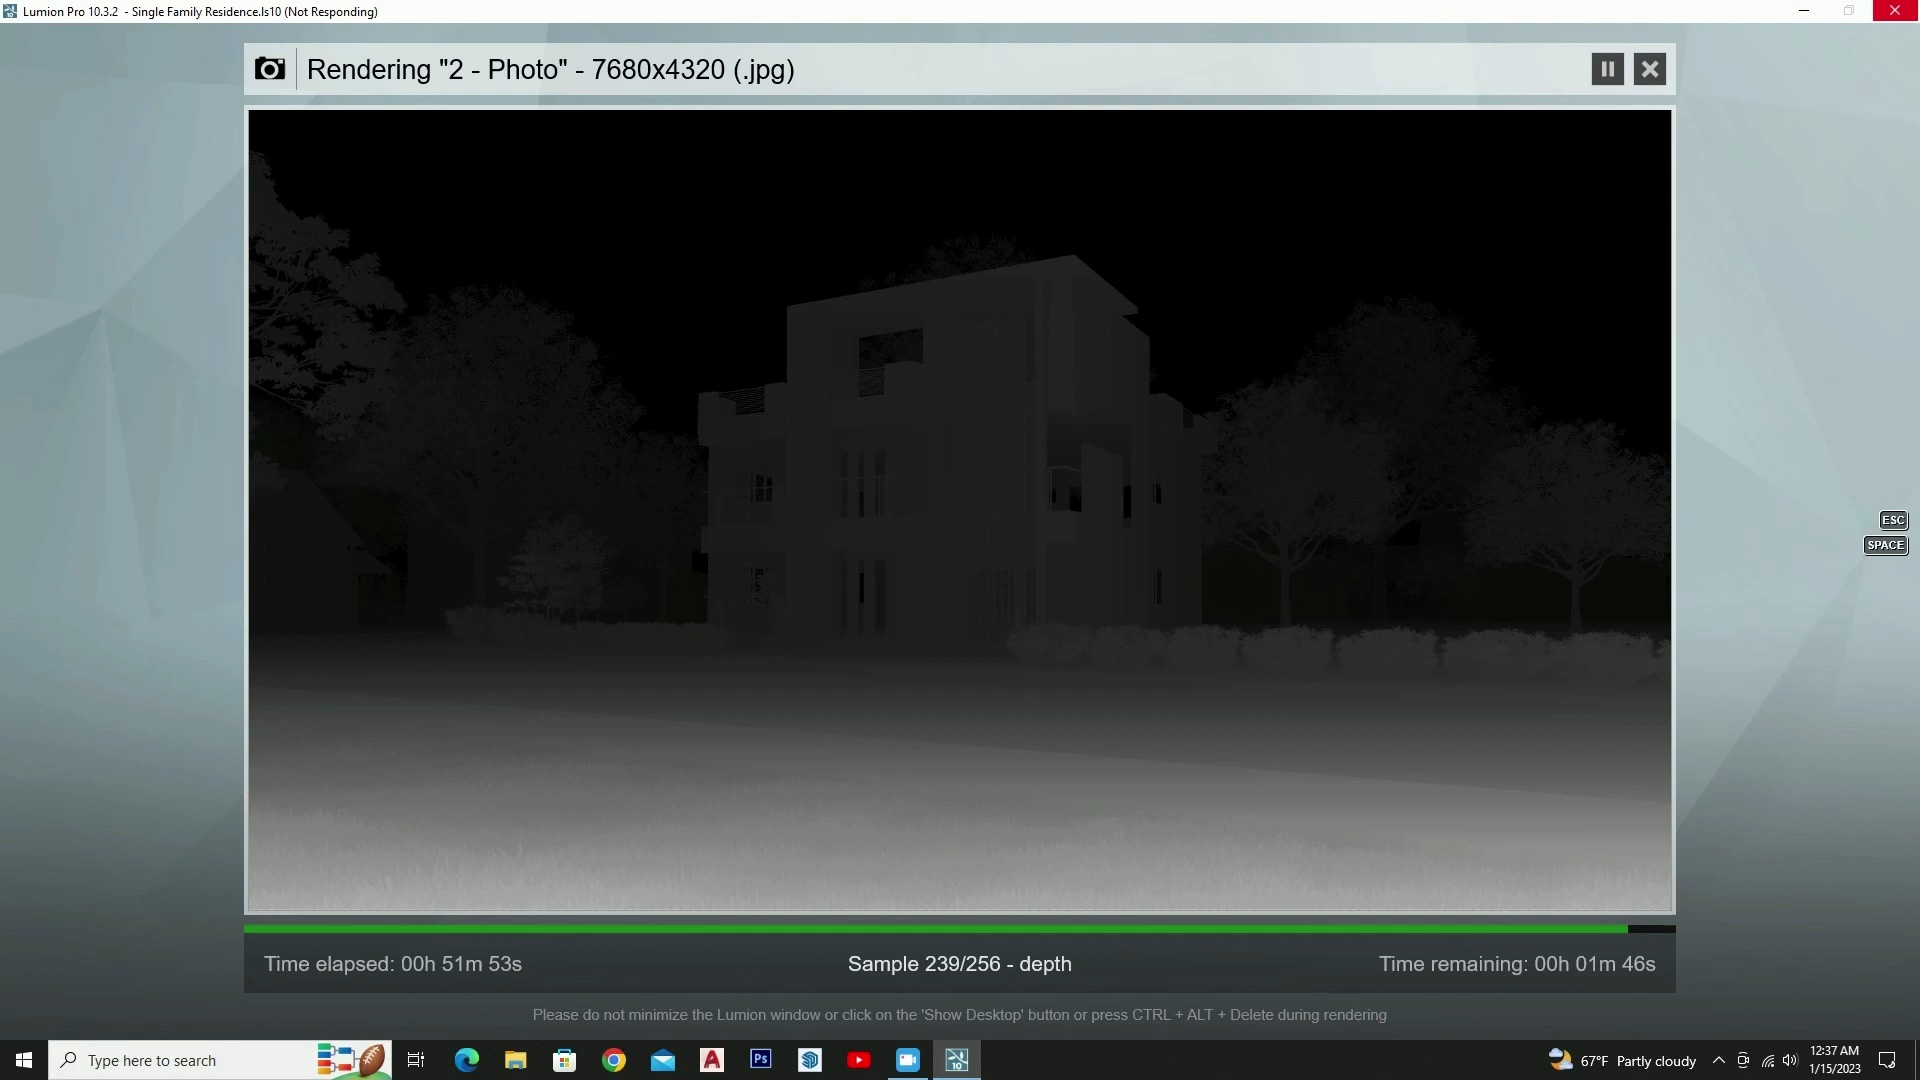 Lumion Pro 10.3.2 - Single Family Residence.ls10 (Not Responding)
Rendering "2 - Photo" - 7680x4320 (.jpg)
ESC
SPACE
Time elapsed: 00h 51m 53s
Sample 239/256 - depth
Time remaining: 00h 01m 46s
Please do not minimize the Lumion window or click on the 'Show Desktop' button or press CTRL + ALT + Delete during rendering
Type here to search
Ps
10
67°F Partly cloudy
12:37 AM
1/15/2023